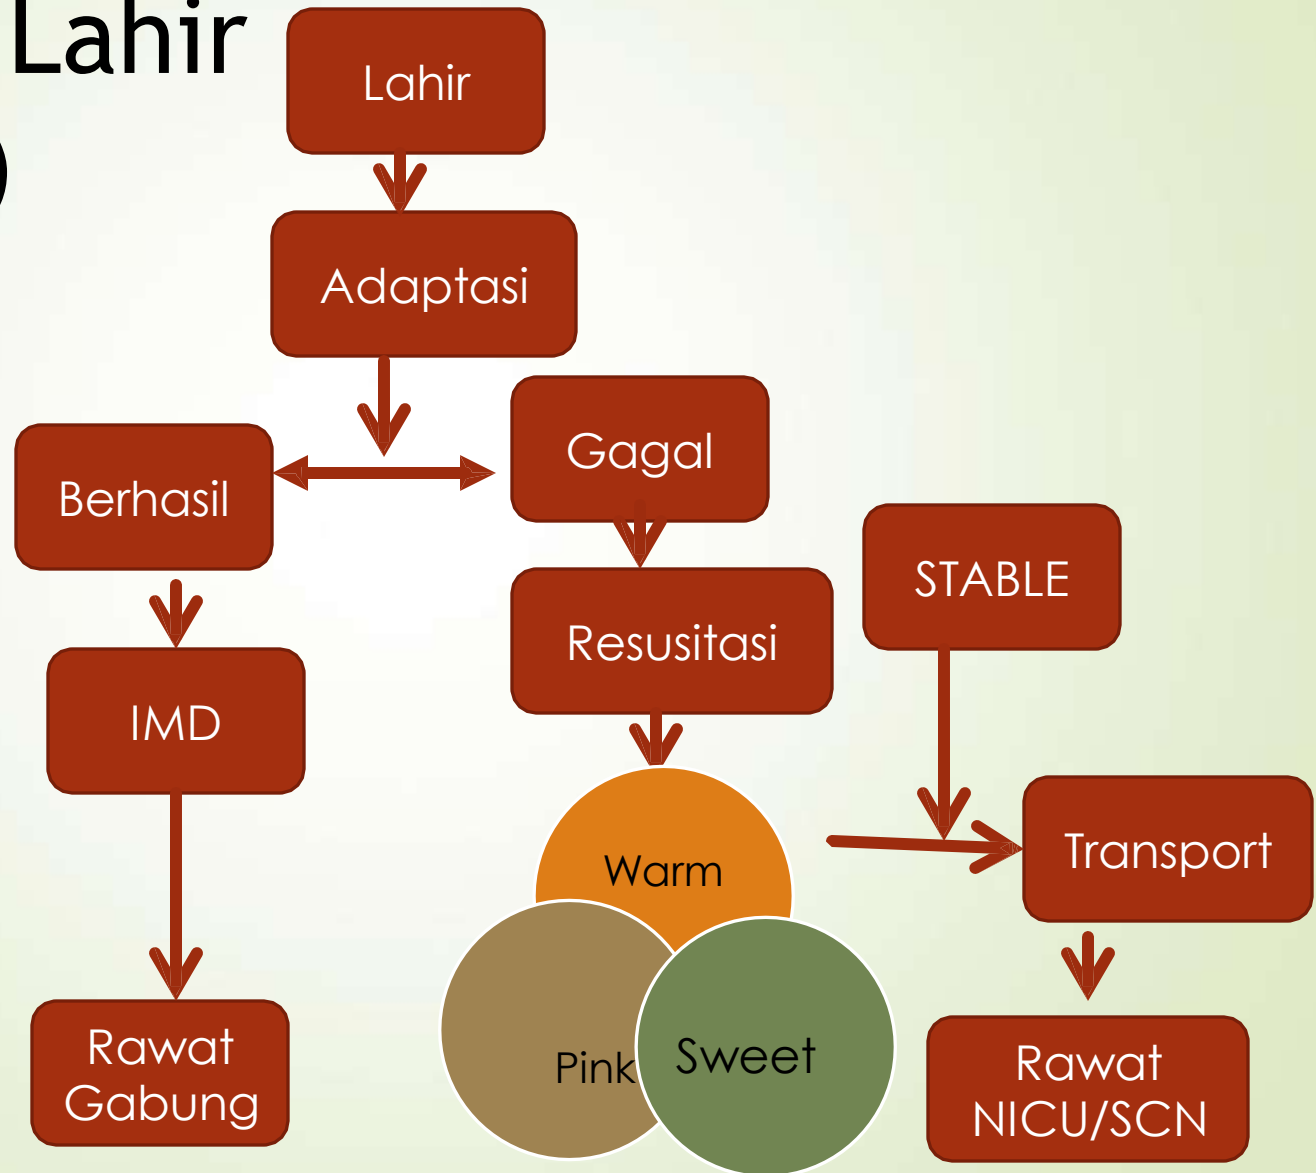 Lahir
)
Lahir
Adaptasi
Gagal
Berhasil
STABLE
Resusitasi
IMD
Warm
Transport
Pink
Sweet
Rawat
Gabung
Rawat
NICU/SCN